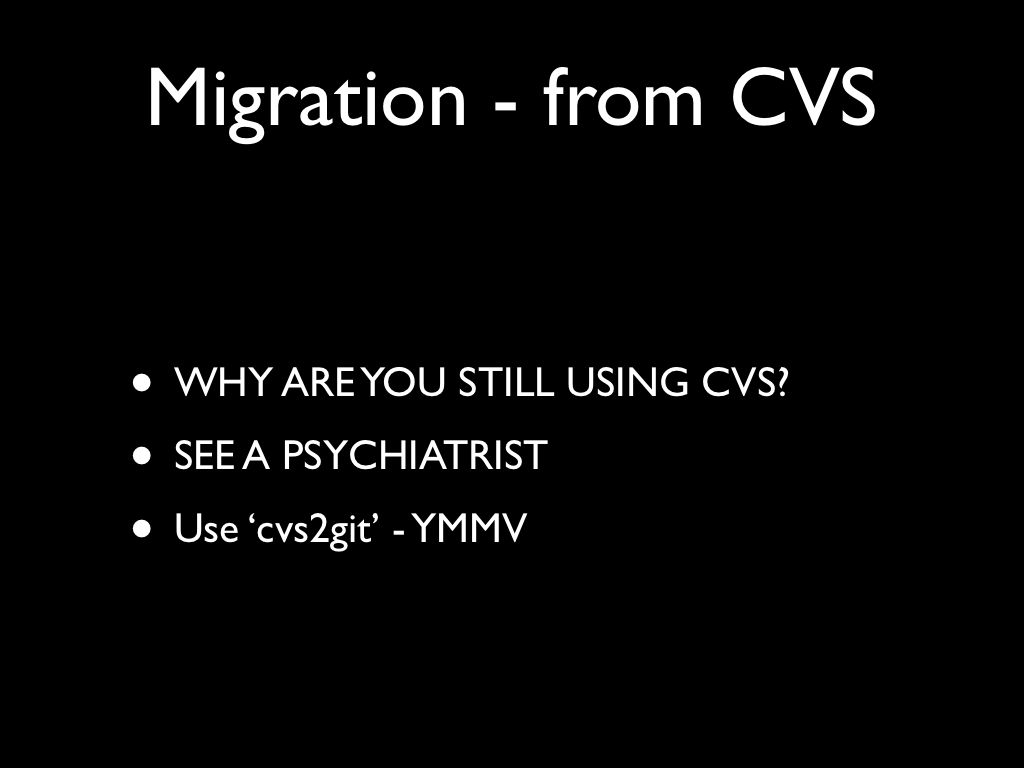 Migration - from CVS
• WHY ARE YOU STILL USING CVS?
• SEE A PSYCHIATRIST
• Use ‘cvs2git’ - YMMV